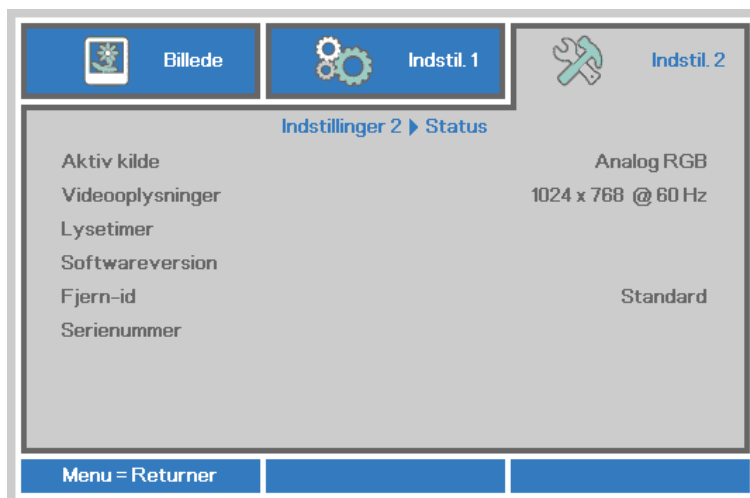 Billede
Indstil. 1
Indstil. 2
Indstillinger 2 ▶ Status
Aktiv kilde Analog RGB
Videooplysninger 1024 x 768 @ 60 Hz
Lysetimer
Softwareversion
Fjern-id Standard
Serienummer
Menu = Returner